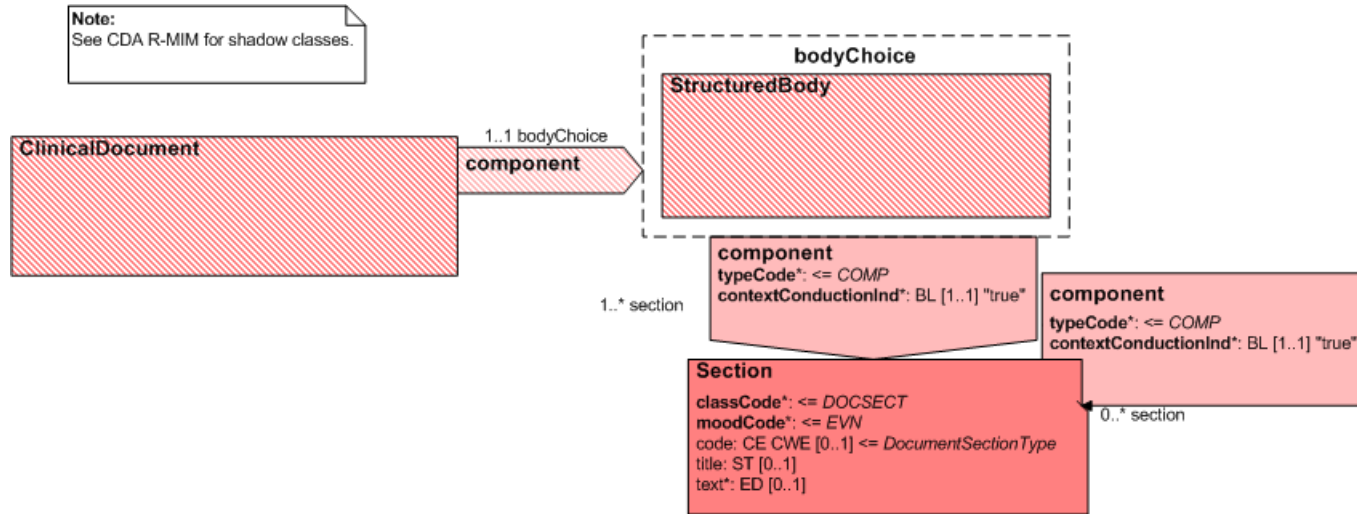 Note:
See CDA R-MIM for shadow classes.
bodyChoice
StructuredBody
ClinicalDocument
1..1 bodyChoice
component
component
typeCode*: <= COMP
contextConductionInd*: BL [1..1] "true"
1..* section
component
typeCode*: <= COMP
contextConductionInd*: BL [1..1] "true"
0..* section
Section
classCode*: <= DOCSECT
moodCode*: <= EVN
code: CE CWE [0..1] <= DocumentSectionType
title: ST [0..1]
text*: ED [0..1]